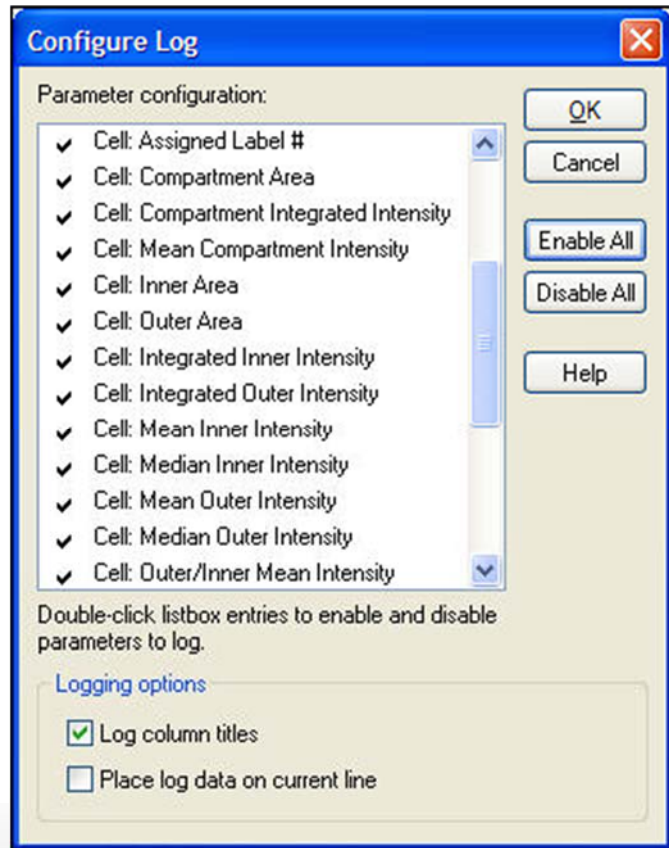 Configure Log
Parameter configuration:
Cell: Assigned Label #
Cell: Compartment Area
Cell: Compartment Integrated Intensity
Cell: Mean Compartment Intensity
Cell: Inner Area
Cell: Outer Area
Cell: Integrated Inner Intensity
Cell: Integrated Outer Intensity
Cell: Mean Inner Intensity
Cell: Median Inner Intensity
Cell: Mean Outer Intensity
Cell: Median Outer Intensity
Cell: Outer/Inner Mean Intensity
OK
Cancel
Enable All
Disable All
Help
Double-click listbox entries to enable and disable
parameters to log.
Logging options
Log column titles
Place log data on current line